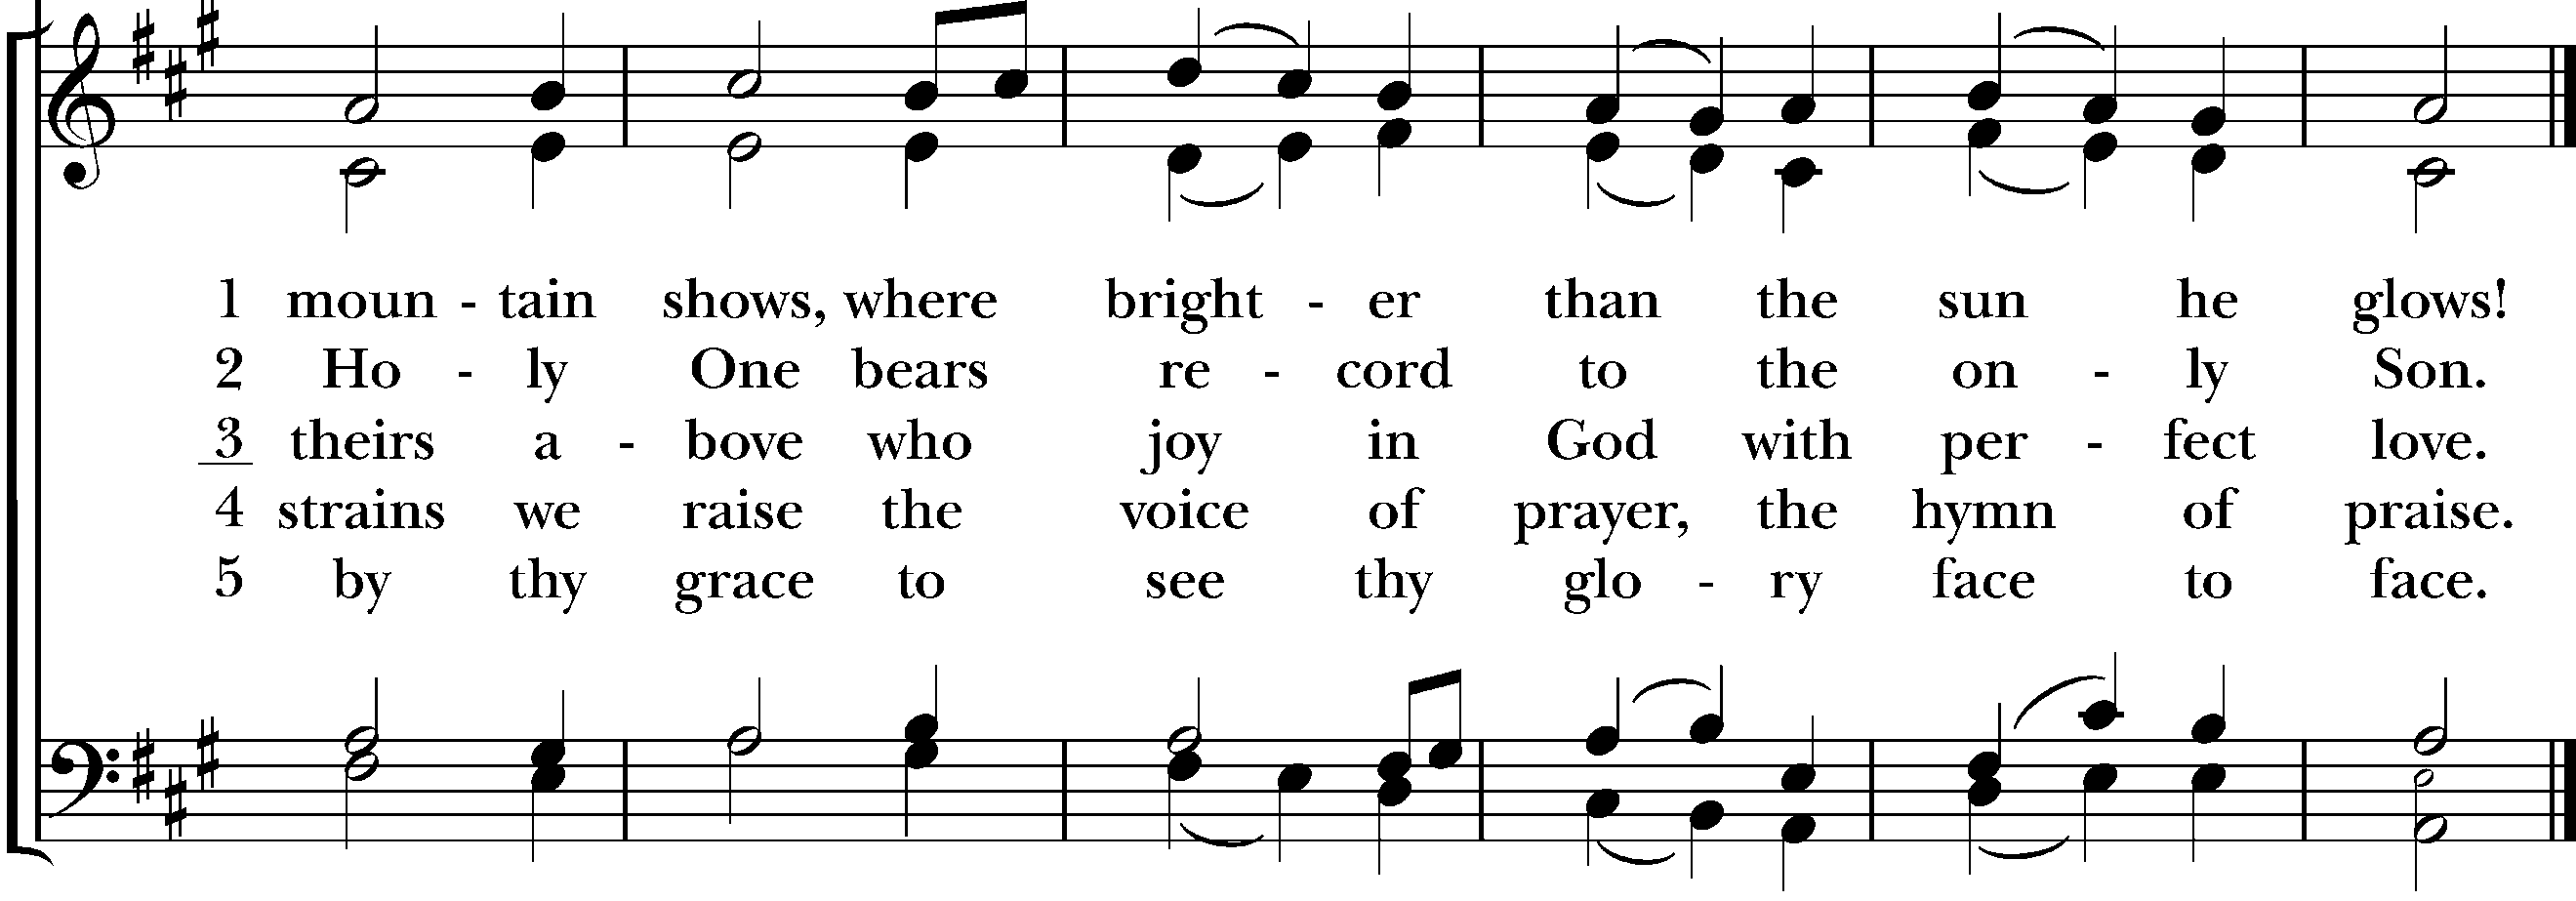 1 moun - tain shows, where bright - er than the sun he glows!
2 Ho - ly One bears re - cord to the on - ly Son.
3 theirs a - bove who joy in God with per - fect love.
4 strains we raise the voice of prayer, the hymn of praise.
5 by thy grace to see thy glo - ry face to face.